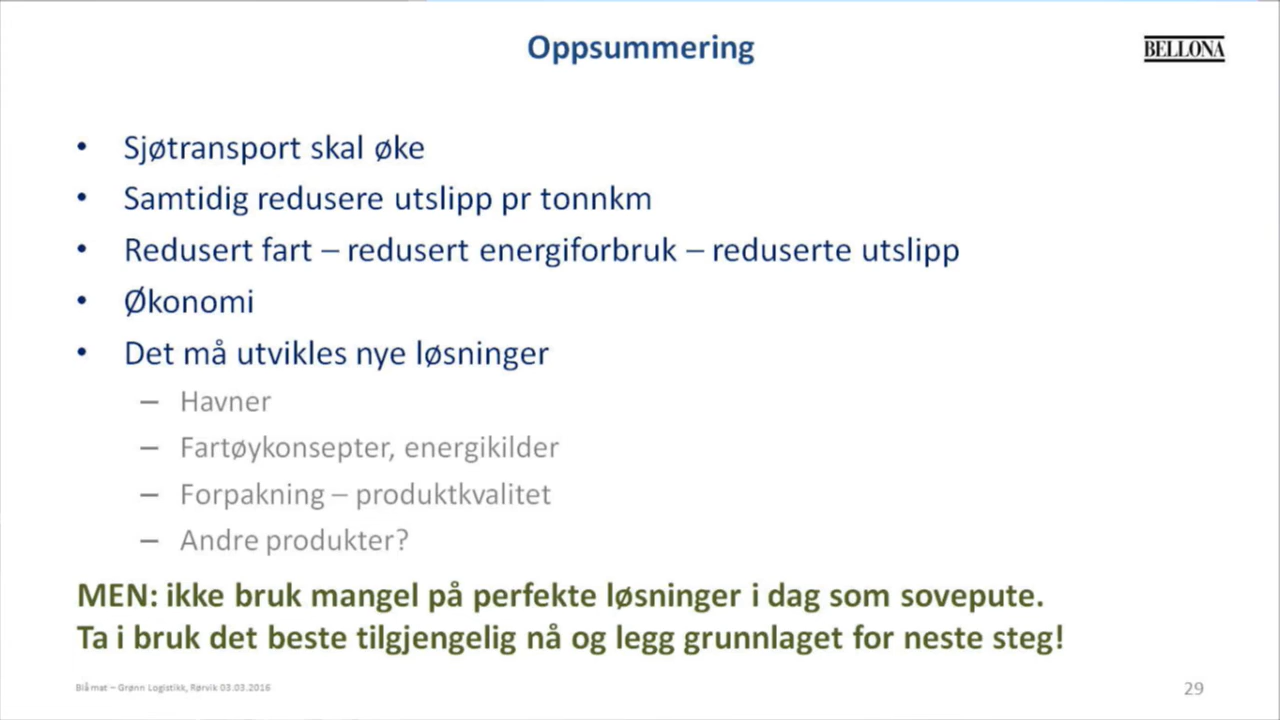 Oppsummering
BELLONA
• Sjøtransport skal øke
• Samtidig redusere utslipp pr tonnkm
• Redusert fart – redusert energiforbruk – reduserte utslipp
• Økonomi
• Det må utvikles nye løsninger
– Havner
– Fartøykonsepter, energikilder
– Forpakning – produktkvalitet
– Andre produkter?
MEN: ikke bruk mangel på perfekte løsninger i dag som sovepute.
Ta i bruk det beste tilgjengelig nå og legg grunnlaget for neste steg!
Blå mat – Grønn Logistikk, Rørvik 03.03.2016
29